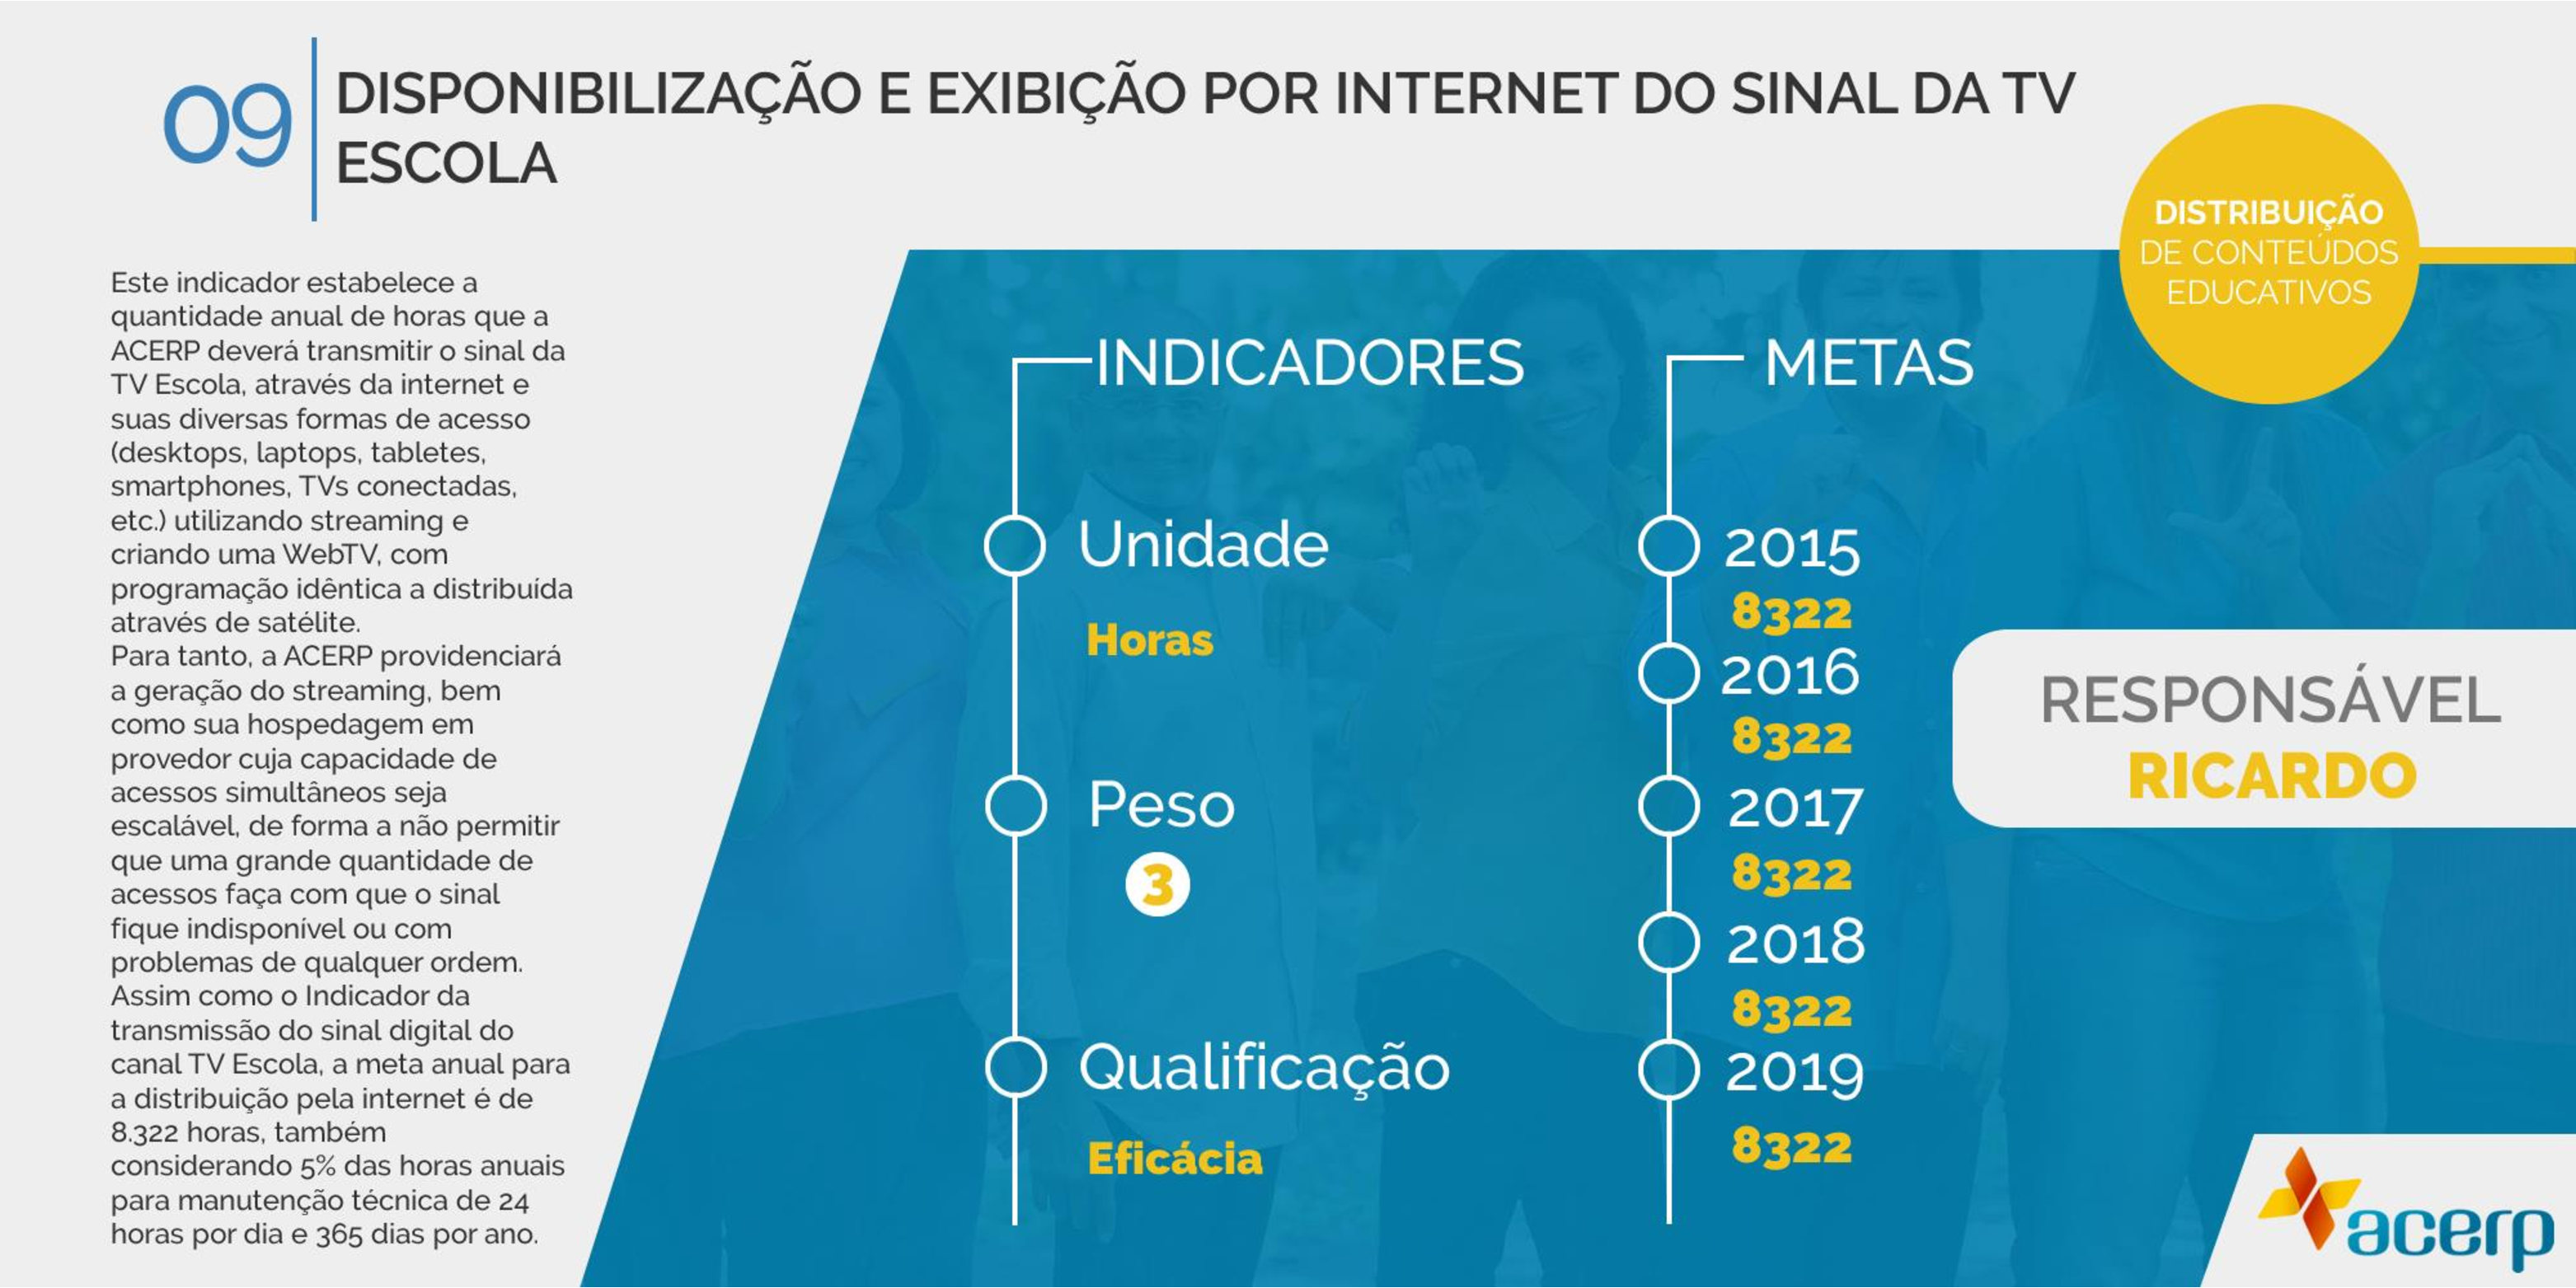 09
DISPONIBILIZAÇÃO E EXIBIÇÃO POR INTERNET DO SINAL DA TV
ESCOLA
DISTRIBUIÇÃO
DE CONTEÚDOS
EDUCATIVOS
Este indicador estabelece a
quantidade anual de horas que a
ACERP deverá transmitir o sinal da
TV Escola, através da internet e
suas diversas formas de acesso
(desktops, laptops, tabletes,
smartphones, TVs conectadas,
etc.) utilizando streaming e
criando uma WebTV, com
programação idêntica a distribuída
através de satélite.
Para tanto, a ACERP providenciará
a geração do streaming, bem
como sua hospedagem em
provedor cuja capacidade de
acessos simultâneos seja
escalável, de forma a não permitir
que uma grande quantidade de
acessos faça com que o sinal
fique indisponível ou com
problemas de qualquer ordem.
Assim como o Indicador da
transmissão do sinal digital do
canal TV Escola, a meta anual para
a distribuição pela internet é de
8.322 horas, também
considerando 5% das horas anuais
para manutenção técnica de 24
horas por dia e 365 dias por ano.
INDICADORES
Unidade
Horas
Peso
3
Qualificação
Eficácia
METAS
2015
8322
2016
8322
2017
8322
2018
8322
2019
8322
RESPONSÁVEL
RICARDO
acerp